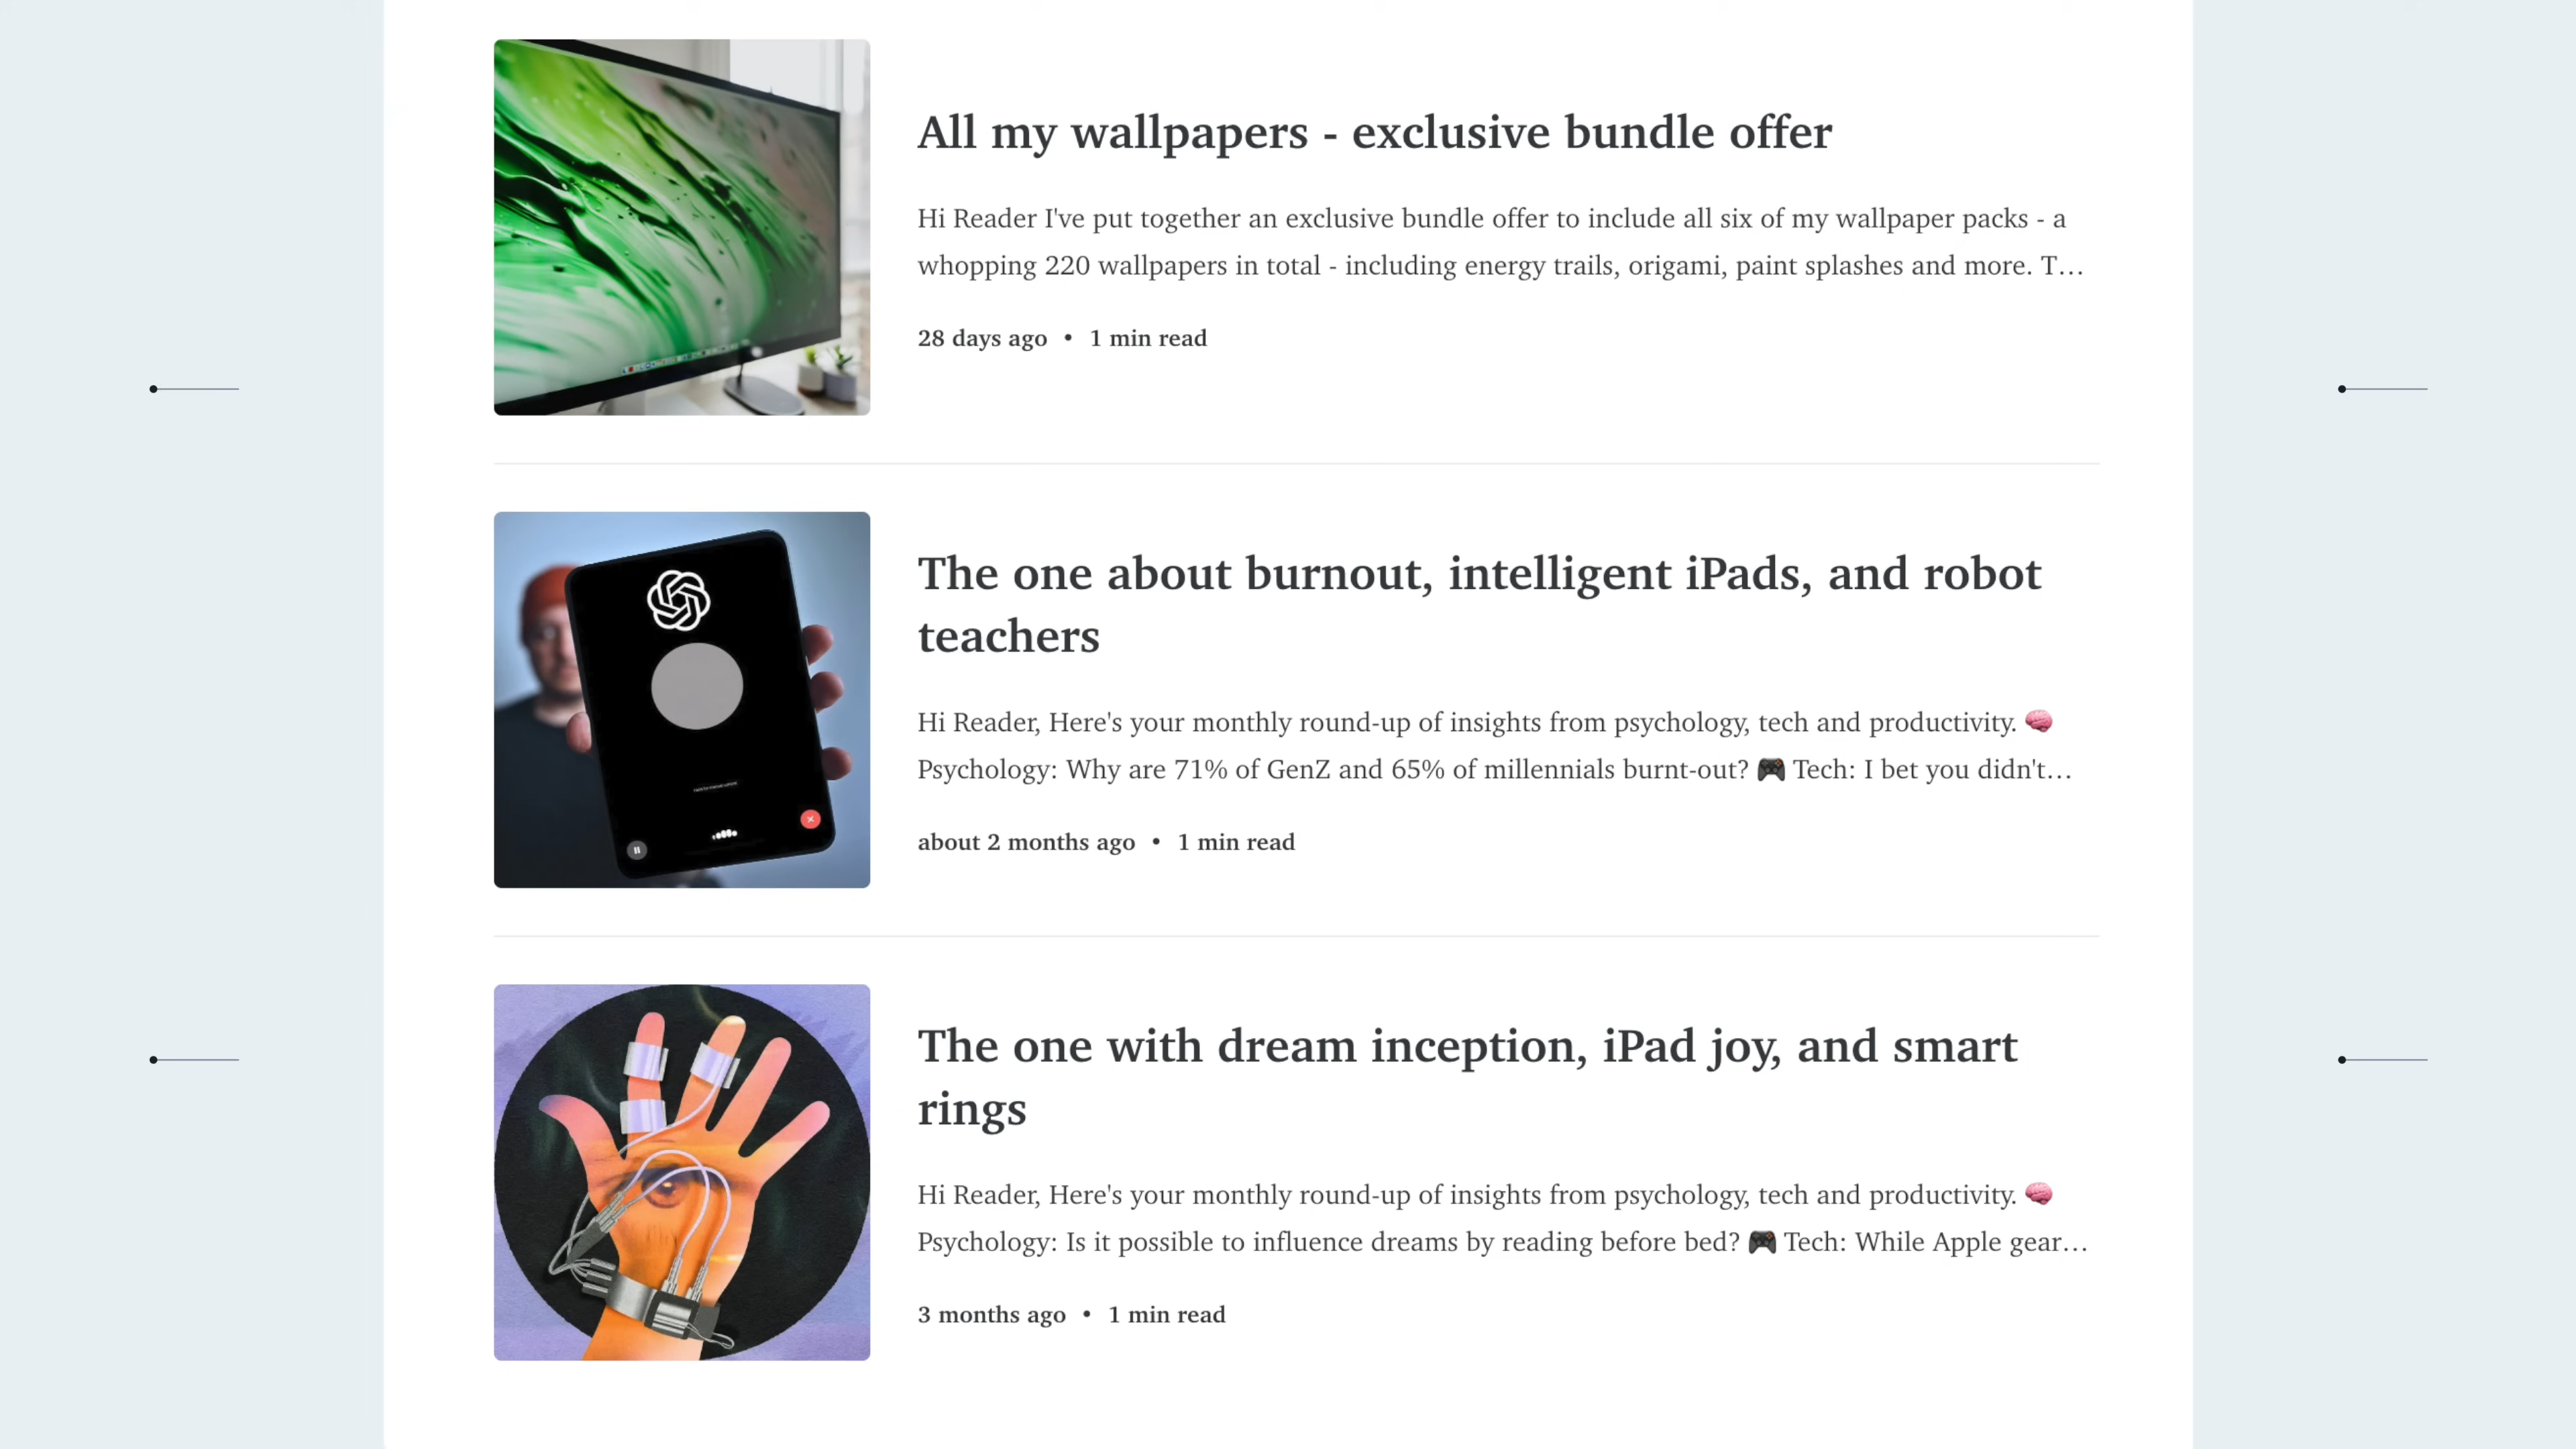 All my wallpapers - exclusive bundle offer
Hi Reader I've put together an exclusive bundle offer to include all six of my wallpaper packs - a
whopping 220 wallpapers in total - including energy trails, origami, paint splashes and more. T...
28 days ago • 1 min read
The one about burnout, intelligent iPads, and robot
teachers
Hi Reader, Here's your monthly round-up of insights from psychology, tech and productivity. 🧠
Psychology: Why are 71% of GenZ and 65% of millennials burnt-out? 🎮 Tech: I bet you didn't...
about 2 months ago • 1 min read
The one with dream inception, iPad joy, and smart
rings
Hi Reader, Here's your monthly round-up of insights from psychology, tech and productivity. 🧠
Psychology: Is it possible to influence dreams by reading before bed? 🎮 Tech: While Apple gear...
3 months ago • 1 min read